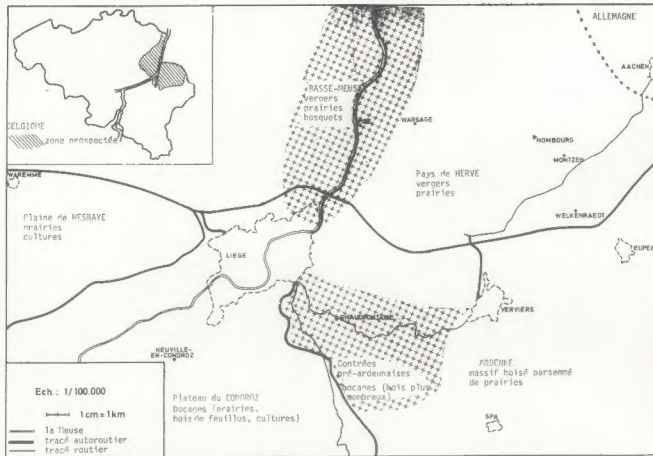 ALLEMAGNE
AACHEN
BELGIQUE
zone prospectée
BASSE-MEUSE
vergers
prairies
bosquets
WARSAGE
HOMBOURG
MONTZEN
WAREMME
Pays de HERVE
vergers
prairies
Plaine de HESBAYE
prairies
cultures
WELKENRAEDT
LIEGE
EUPEN
CHAUDFONTAINE
VERVIERS
NEUVILLE-
EN-CONDROZ
Contrées
pré-ardennaises
bocages (bois plus
nombreux)
ARDENNE
massif boisé parsemé
de prairies
Ech. : 1/100.000
1cm = 1km
Plateau du CONDROZ
bocages (prairies,
bois de feuillus, cultures)
SPA
la Meuse
tracé autoroutier
tracé routier